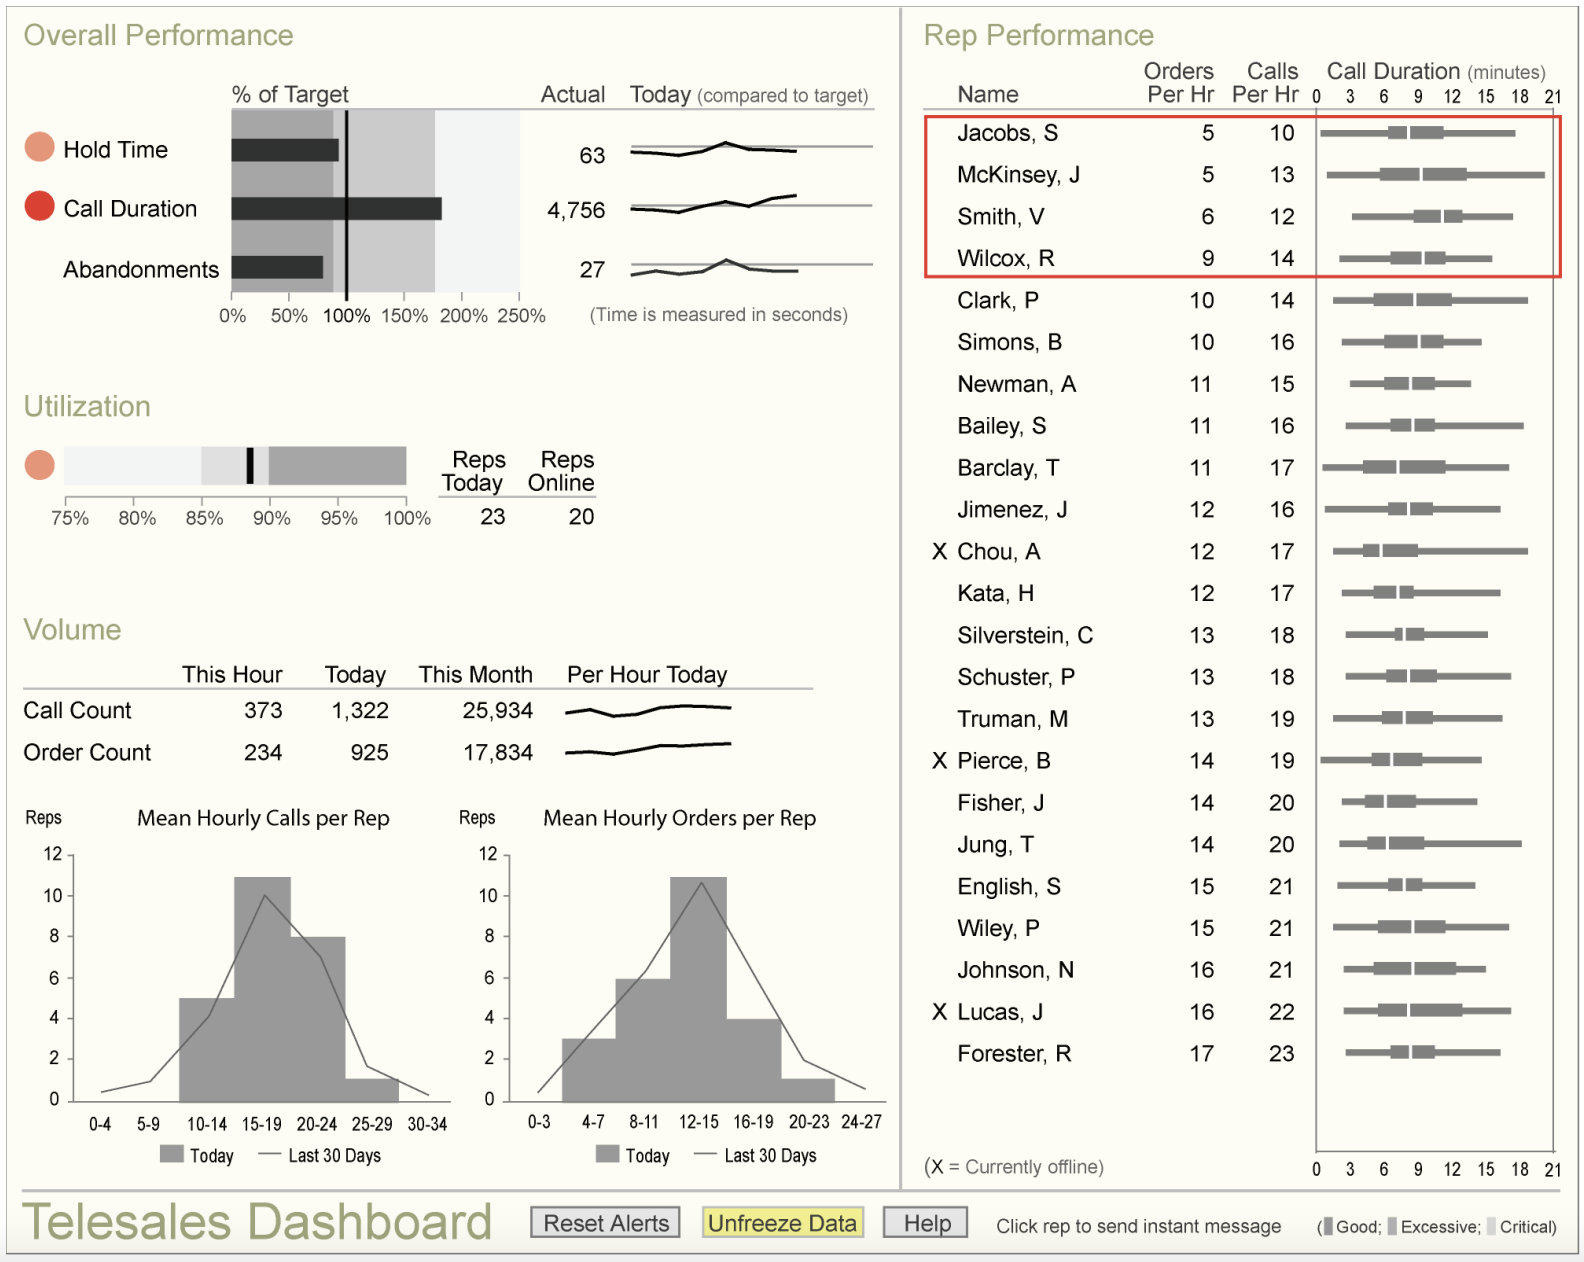 Overall Performance
% of Target Actual Today (compared to target)
Hold Time 63
Call Duration 4,756
Abandonments 27
0% 50% 100% 150% 200% 250% (Time is measured in seconds)
Utilization
Reps Today Reps Online
75% 80% 85% 90% 95% 100% 23 20
Volume
This Hour Today This Month Per Hour Today
Call Count 373 1,322 25,934
Order Count 234 925 17,834
Reps Mean Hourly Calls per Rep
12
10
8
6
4
2
0
0-4 5-9 10-14 15-19 20-24 25-29 30-34
Today Last 30 Days
Reps Mean Hourly Orders per Rep
12
10
8
6
4
2
0
0-3 4-7 8-11 12-15 16-19 20-23 24-27
Today Last 30 Days
Rep Performance
Name Orders Per Hr Calls Per Hr Call Duration (minutes)
0 3 6 9 12 15 18 21
Jacobs, S 5 10
McKinsey, J 5 13
Smith, V 6 12
Wilcox, R 9 14
Clark, P 10 14
Simons, B 10 16
Newman, A 11 15
Bailey, S 11 16
Barclay, T 11 17
Jimenez, J 12 16
X Chou, A 12 17
Kata, H 12 17
Silverstein, C 13 18
Schuster, P 13 18
Truman, M 13 19
X Pierce, B 14 19
Fisher, J 14 20
Jung, T 14 20
English, S 15 21
Wiley, P 15 21
Johnson, N 16 21
X Lucas, J 16 22
Forester, R 17 23
(X = Currently offline) 0 3 6 9 12 15 18 21
Telesales Dashboard Reset Alerts Unfreeze Data Help Click rep to send instant message ( Good; Excessive; Critical)